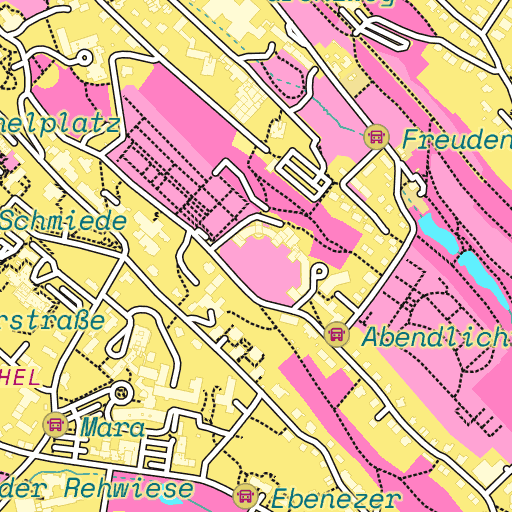 helplatz
Freuden
Schmiede
rstraße
Abendlich
HEL
Mara
der Rehwiese
Ebenezer